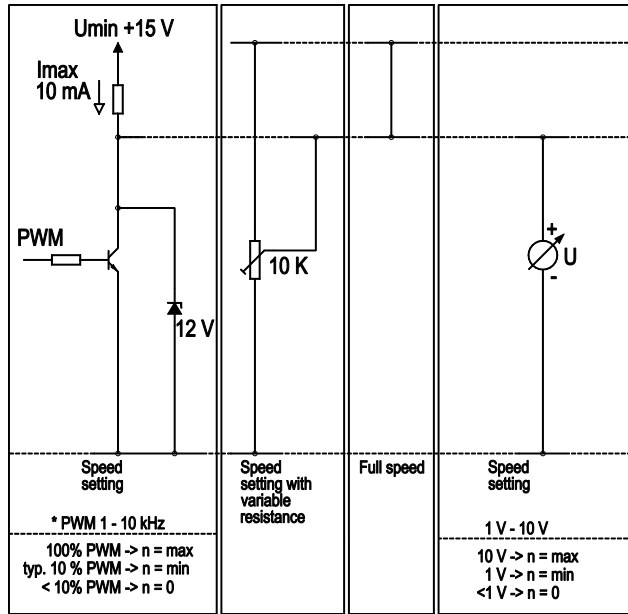 Umin +15 V
Imax
10 mA
PWM
12 V
10 K
+
U
-
Speed
setting
* PWM 1 - 10 kHz
100% PWM -> n = max
typ. 10 % PWM -> n = min
< 10% PWM -> n = 0
Speed
setting with
variable
resistance
Full speed
Speed
setting
1 V - 10 V
10 V -> n = max
1 V -> n = min
<1 V -> n = 0